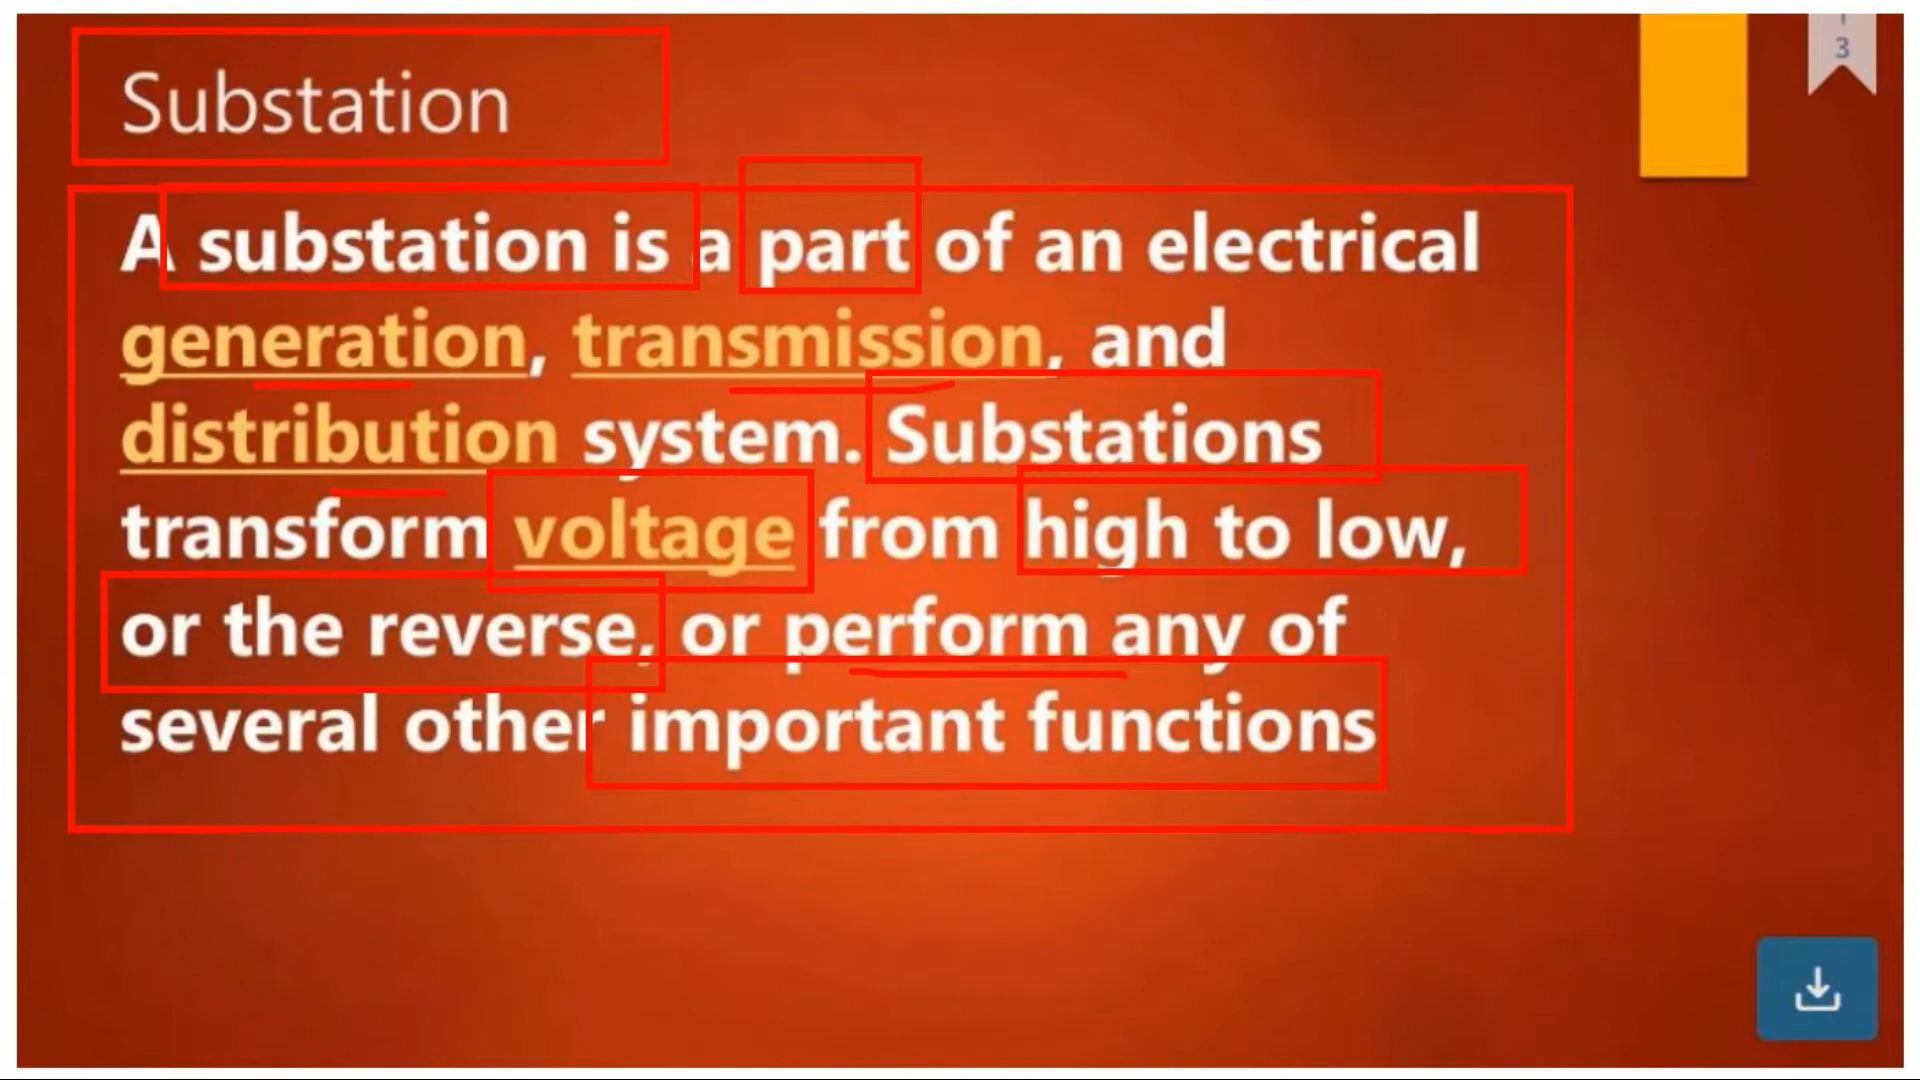 Substation
A substation is a part of an electrical
generation, transmission, and
distribution system. Substations
transform voltage from high to low,
or the reverse, or perform any of
several other important functions
3